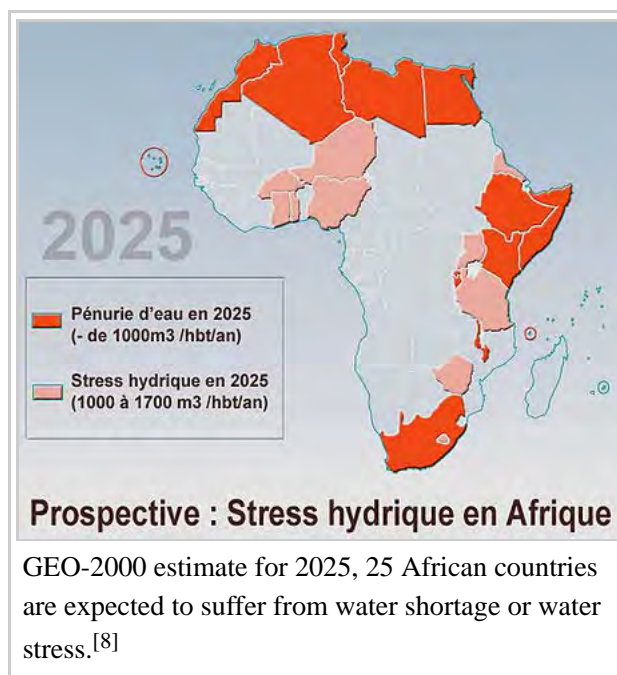 2025
Pénurie d'eau en 2025
(- de 1000m3 /hbt/an)
Stress hydrique en 2025
(1000 à 1700 m3 /hbt/an)
Prospective : Stress hydrique en Afrique
GEO-2000 estimate for 2025, 25 African countries
are expected to suffer from water shortage or water
stress.[8]